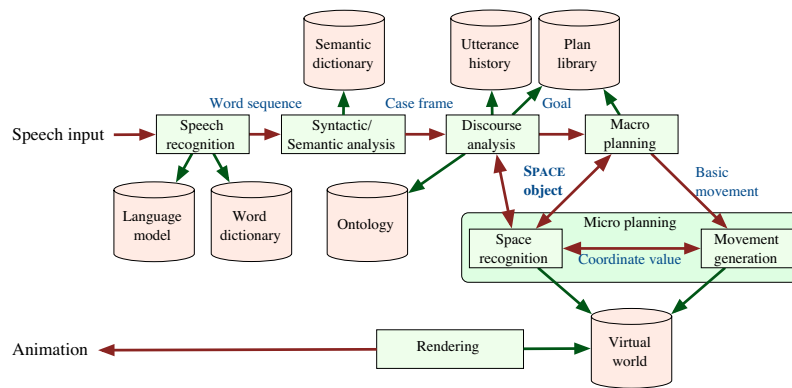 Semantic
dictionary
Utterance
history
Plan
library
Word sequence
Case frame
Goal
Speech input
Speech
recognition
Syntactic/
Semantic analysis
Discourse
analysis
Macro
planning
SPACE
object
Basic
movement
Language
model
Word
dictionary
Ontology
Micro planning
Space
recognition
Coordinate value
Movement
generation
Animation
Rendering
Virtual
world